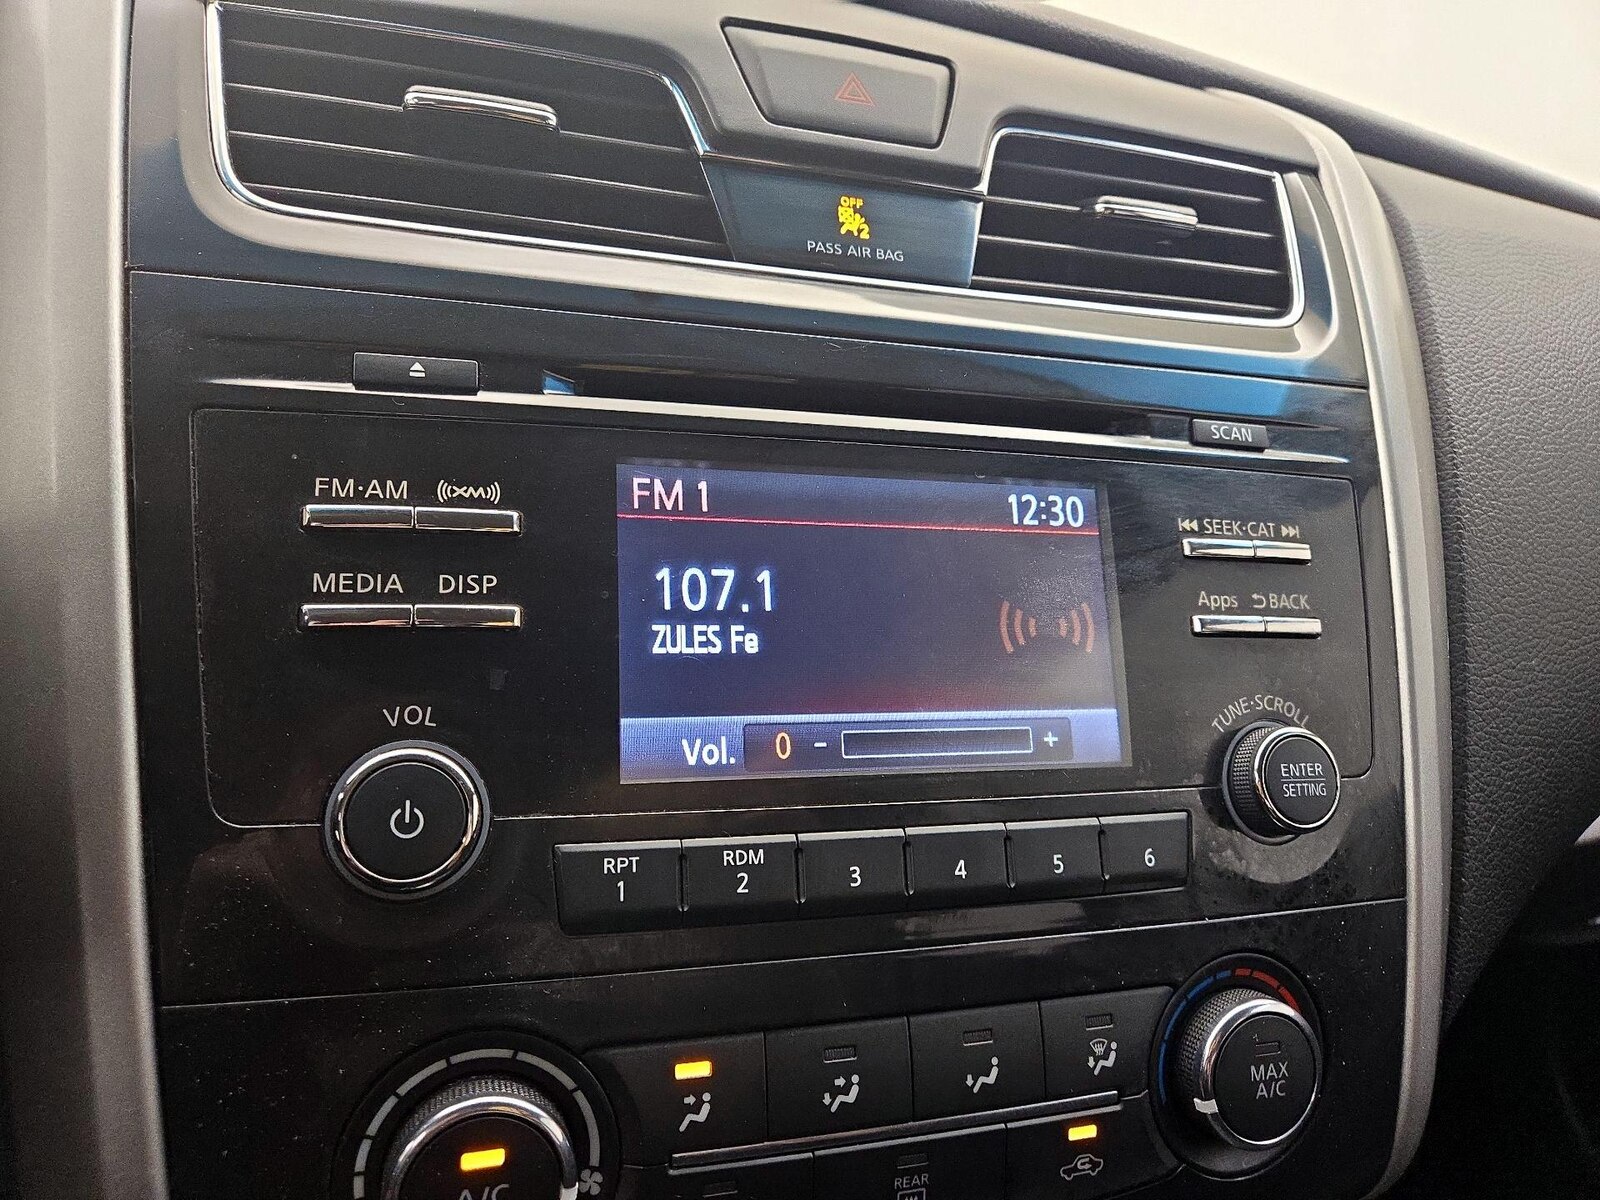 OFF
2
PASS AIR BAG
SCAN
FM·AM
XM
FM 1
12:30
SEEK·CAT
MEDIA
DISP
107.1
ZULES Fe
Apps
BACK
VOL
TUNE·SCROLL
Vol. 0 - +
ENTER
SETTING
RPT
1
RDM
2
3
4
5
6
MAX
A/C
A/C
REAR